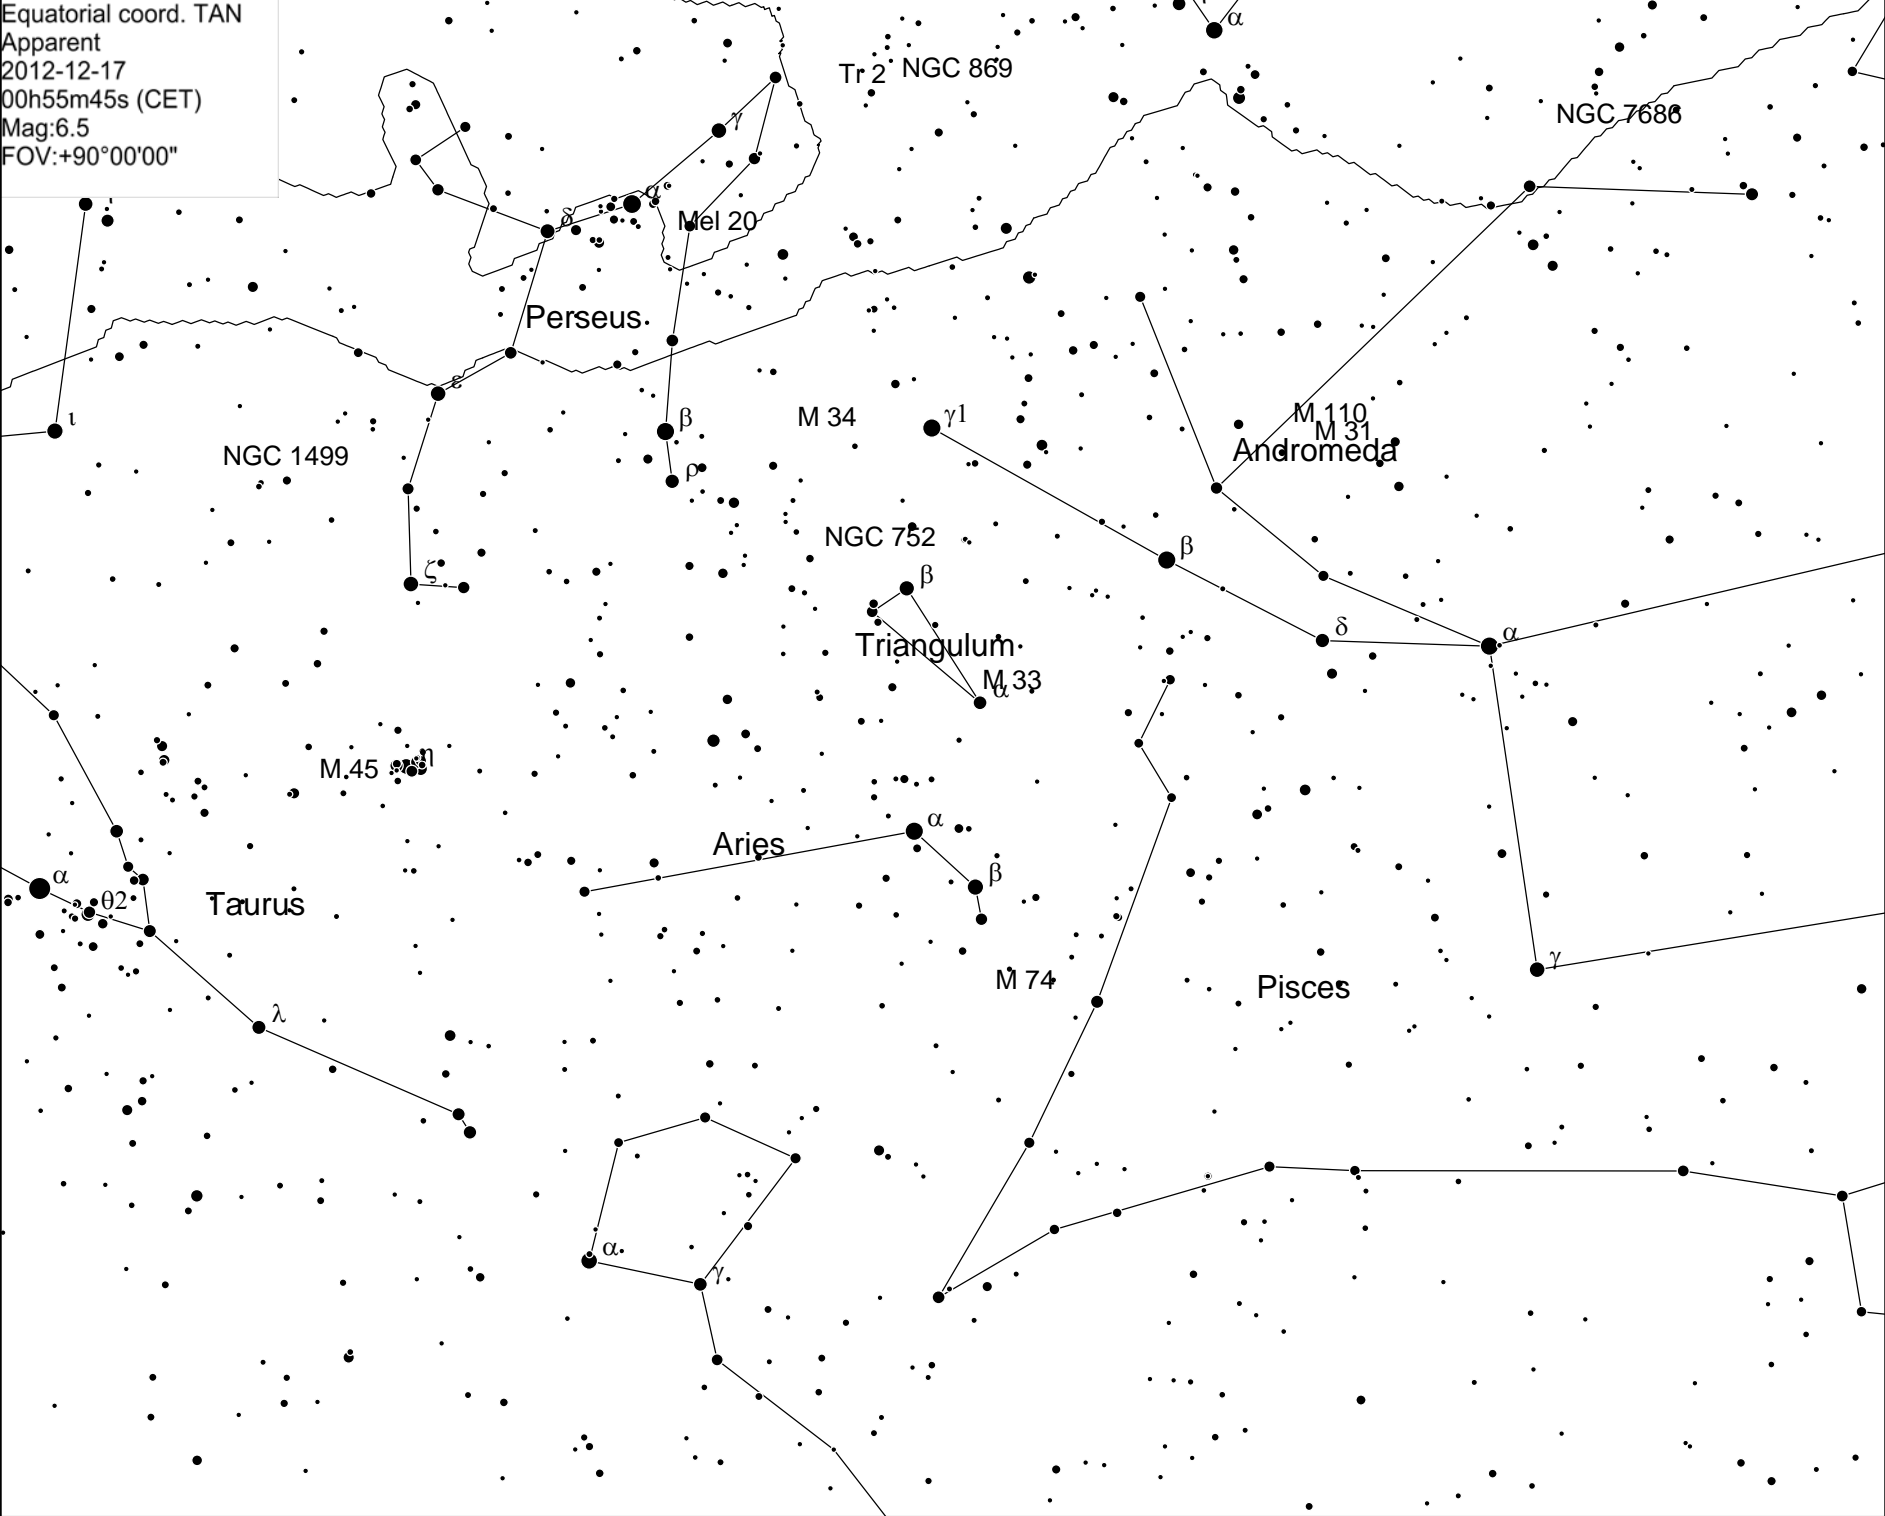 Equatorial coord. TAN
Apparent
2012-12-17
00h55m45s (CET)
Mag:6.5
FOV:+90°00'00"
α
Tr 2 NGC 869
NGC 7686
γ
α
δ
Mel 20
Perseus
ε
ι
β
M 34
γ1
M 110
M 31
Andromeda
NGC 1499
ρ
NGC 752
β
ζ
β
δ
α
Triangulum
M 33
α
η
M 45
α
Aries
β
α
θ2
Taurus
γ
M 74
Pisces
λ
α
γ